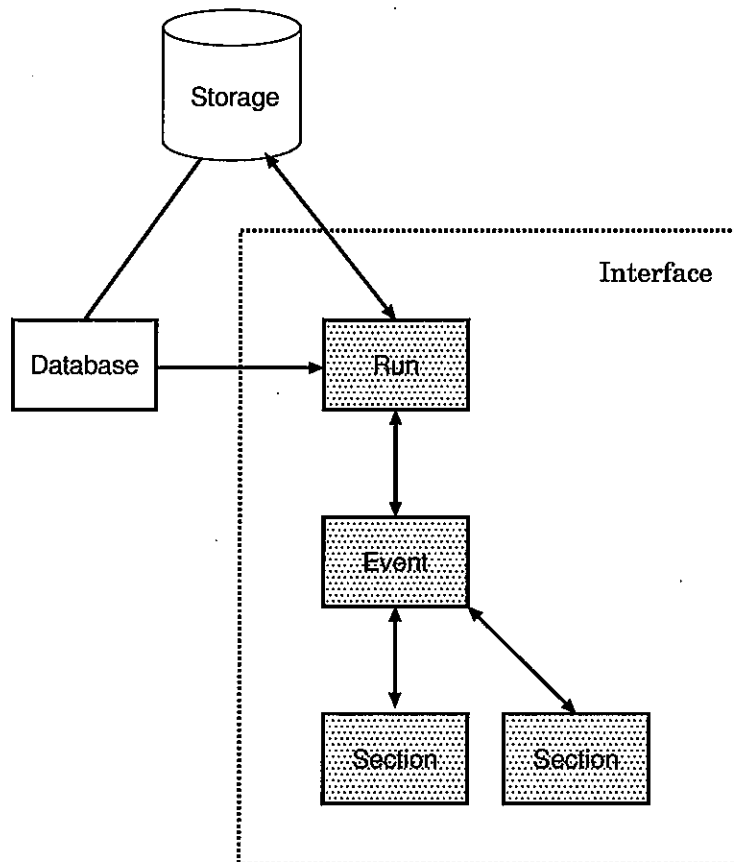 Storage
Interface
Database
Run
Event
Section
Section